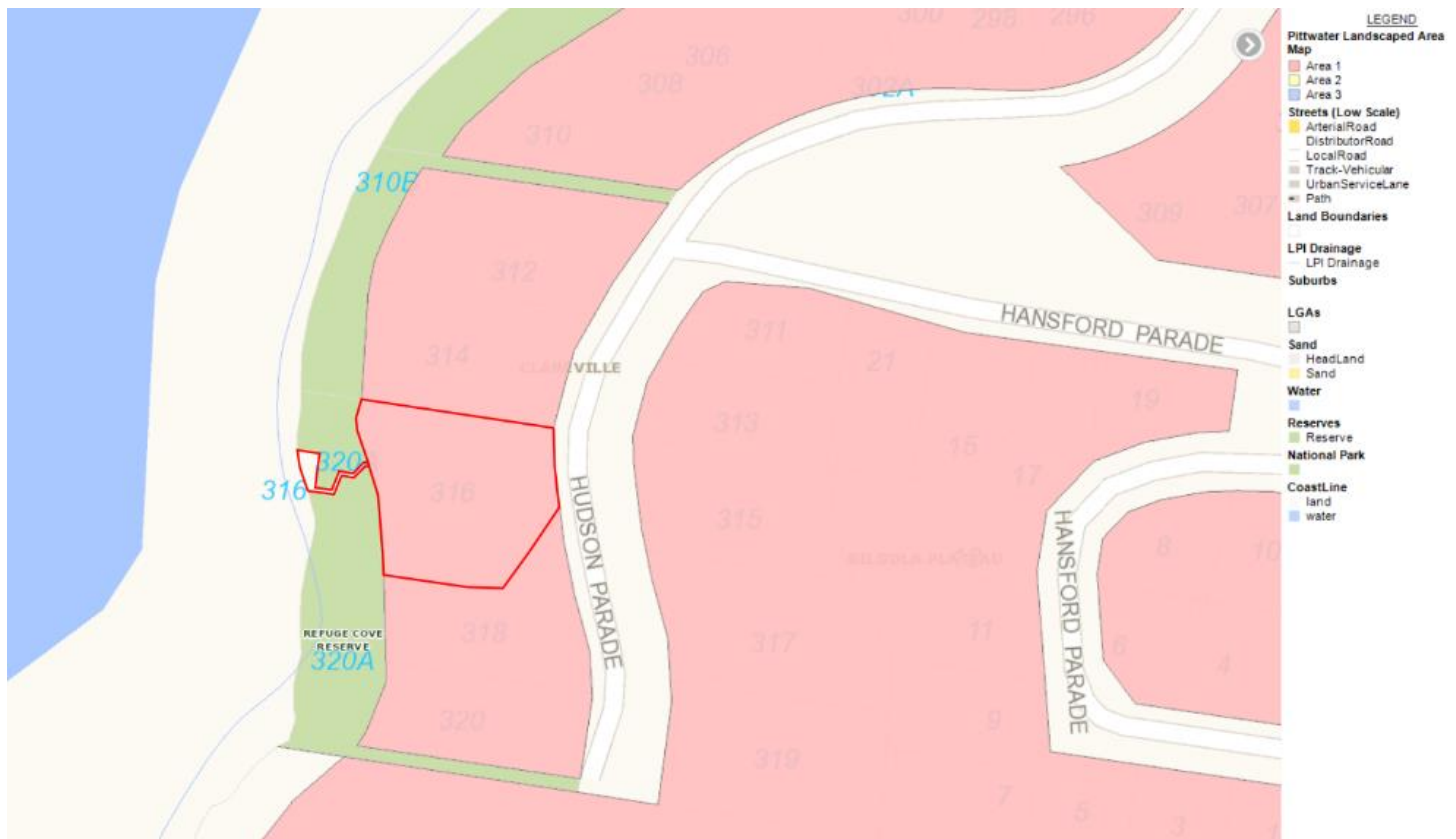 300
298
296
306
308
302A
310
310B
309
307
312
HANSFORD PARADE
311
314
CLAREVILLE
21
19
313
15
320
316
316
17
HUDSON PARADE
315
HANSFORD PARADE
8
10
BILGOLA PLATEAU
REFUGE COVE
RESERVE
320A
318
317
11
6
4
320
9
319
7
5
3
LEGEND
Pittwater Landscaped Area
Map
Area 1
Area 2
Area 3
Streets (Low Scale)
ArterialRoad
DistributorRoad
LocalRoad
Track-Vehicular
UrbanServiceLane
Path
Land Boundaries
LPI Drainage
LPI Drainage
Suburbs
LGAs
Sand
HeadLand
Sand
Water
Reserves
Reserve
National Park
CoastLine
land
water